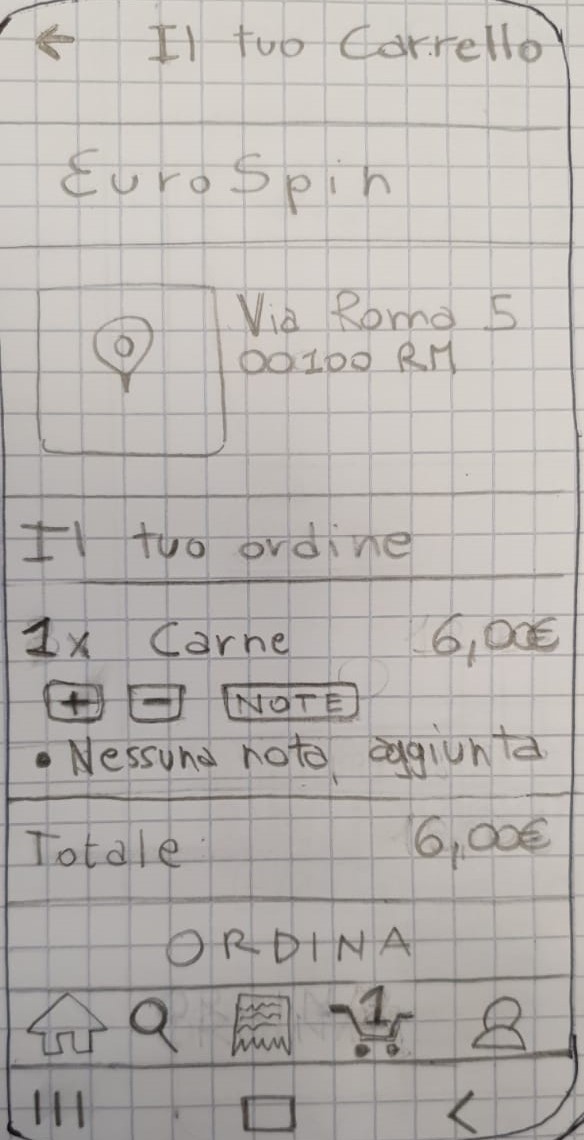 ← Il tuo Carrello
EuroSpin
Via Roma 5
00100 RM
Il tuo ordine
1x Carne 6,00€
+ - NOTE
• Nessuna nota aggiunta
Totale 6,00€
ORDINA
1